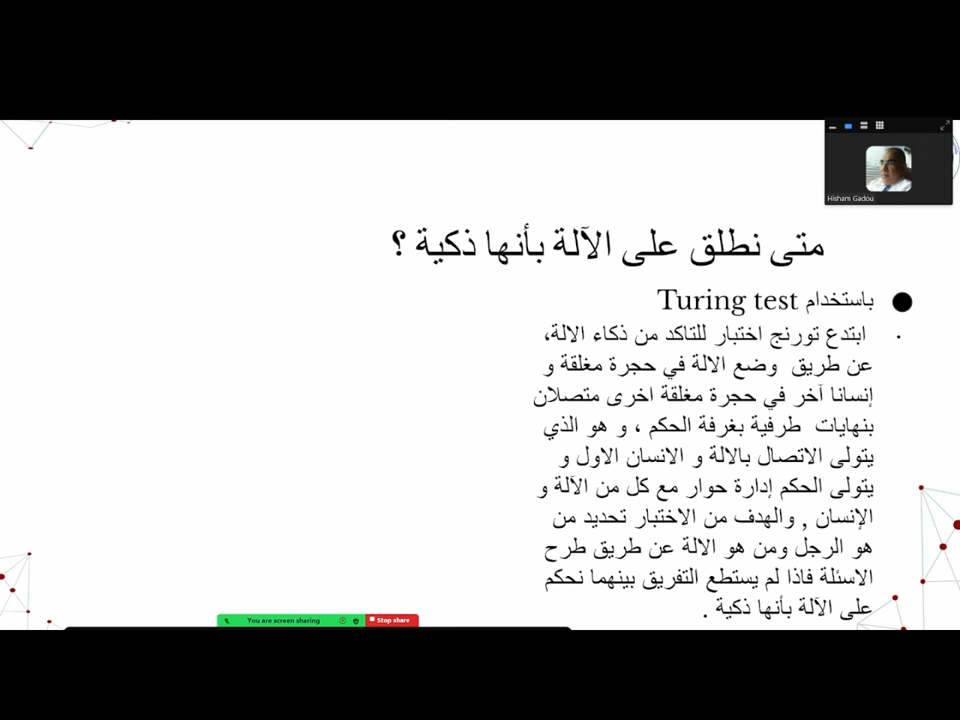 Hisham Gadou
متى نطلق على الآلة بأنها ذكية ؟
باستخدام Turing test
ابتدع تورنج اختبار للتاكد من ذكاء الالة،
عن طريق وضع الالة في حجرة مغلقة و
إنسانا آخر في حجرة مغلقة اخرى متصلان
بنهايات طرفية بغرفة الحكم ، و هو الذي
يتولى الاتصال بالالة و الانسان الاول و
يتولى الحكم إدارة حوار مع كل من الآلة و
الإنسان , والهدف من الاختبار تحديد من
هو الرجل ومن هو الالة عن طريق طرح
الاسئلة فاذا لم يستطع التفريق بينهما نحكم
على الآلة بأنها ذكية .
You are screen sharing Stop share